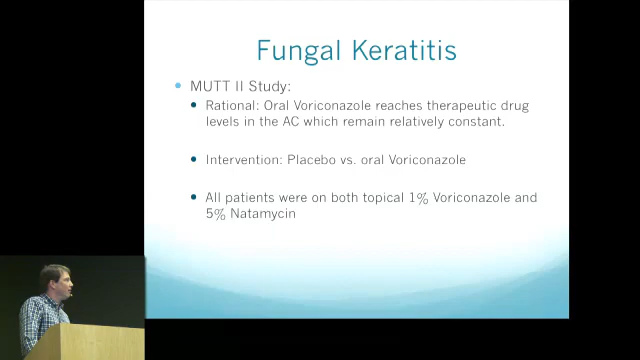 Fungal Keratitis
MUTT II Study:
Rational: Oral Voriconazole reaches therapeutic drug
levels in the AC which remain relatively constant.
Intervention: Placebo vs. oral Voriconazole
All patients were on both topical 1% Voriconazole and
5% Natamycin